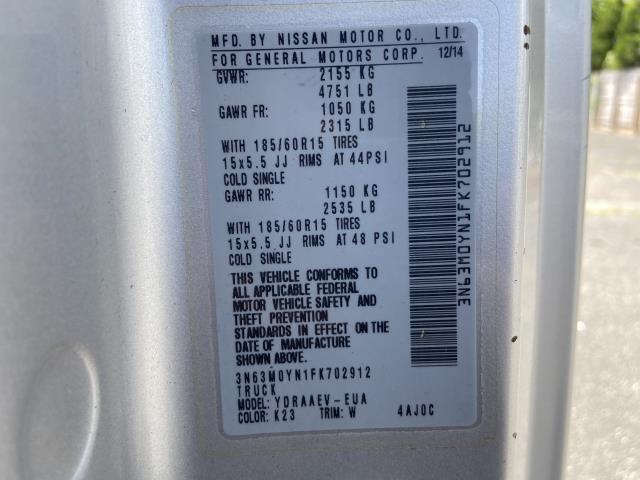 MFD. BY NISSAN MOTOR CO., LTD.
FOR GENERAL MOTORS CORP. 12/14
GVWR: 2155 KG
4751 LB
GAWR FR: 1050 KG
2315 LB
WITH 185/60R15 TIRES
15x5.5 JJ RIMS AT 44PSI
COLD SINGLE
GAWR RR: 1150 KG
2535 LB
WITH 185/60R15 TIRES
15x5.5 JJ RIMS AT 48 PSI
COLD SINGLE
THIS VEHICLE CONFORMS TO
ALL APPLICABLE FEDERAL
MOTOR VEHICLE SAFETY AND
THEFT PREVENTION
STANDARDS IN EFFECT ON THE
DATE OF MANUFACTURE
SHOWN ABOVE.
3N63M0YN1FK702912
TRUCK
MODEL: YDRAAEV-EUA
COLOR: K23 TRIM: W 4AJ0C
3N63M0YN1FK702912